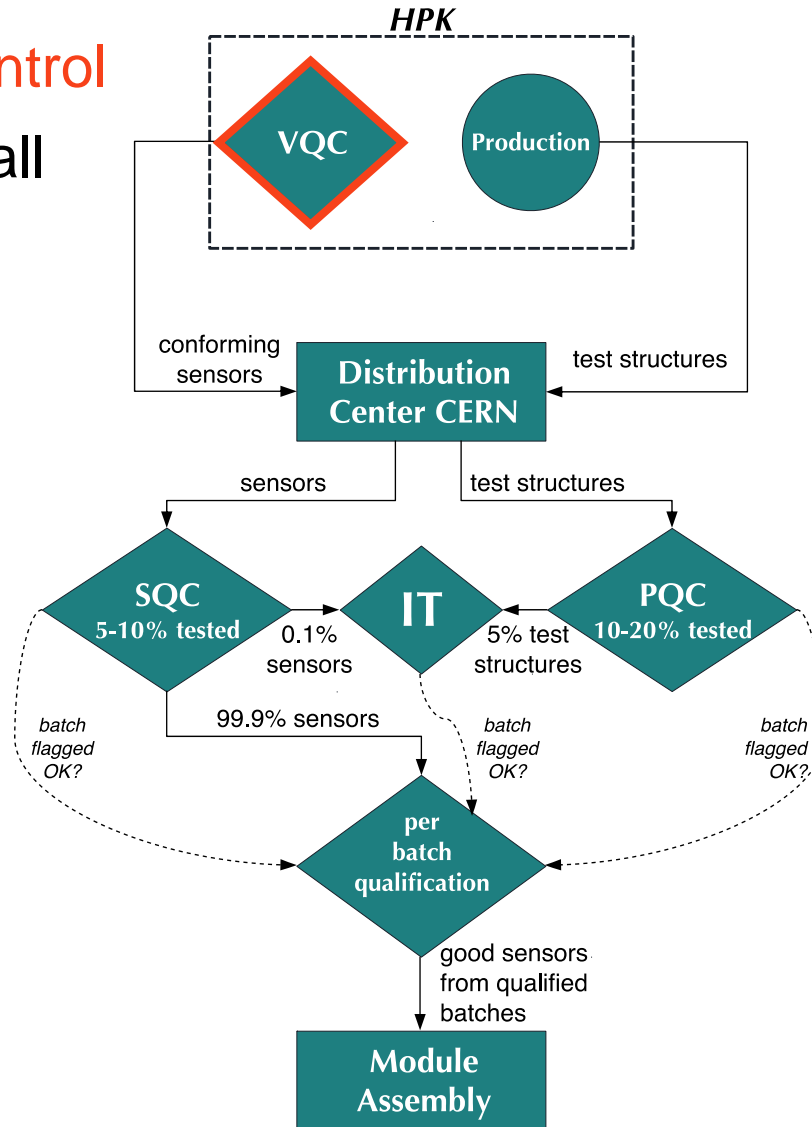 HPK
ntrol
all
VQC
Production
conforming
sensors
test structures
Distribution
Center CERN
sensors
test structures
SQC
5-10% tested
IT
PQC
10-20% tested
0.1%
sensors
5% test
structures
99.9% sensors
batch
flagged
OK?
batch
flagged
OK?
batch
flagged
OK?
per
batch
qualification
good sensors
from qualified
batches
Module
Assembly